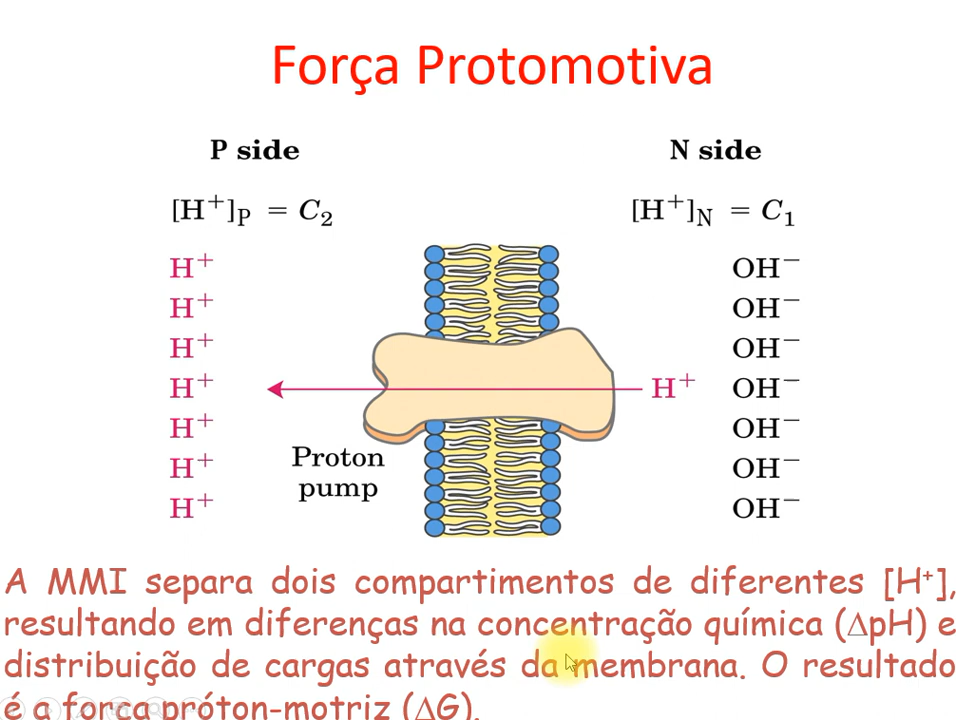 Força Protomotiva
P side N side
[H⁺]P = C₂ [H⁺]N = C₁
H⁺ OH⁻
H⁺ OH⁻
H⁺ OH⁻
H⁺ H⁺ OH⁻
H⁺ OH⁻
H⁺ OH⁻
H⁺ OH⁻
Proton
pump
A MMI separa dois compartimentos de diferentes [H⁺],
resultando em diferenças na concentração química (∆pH) e
distribuição de cargas através da membrana. O resultado
é a força próton-motriz (∆G).